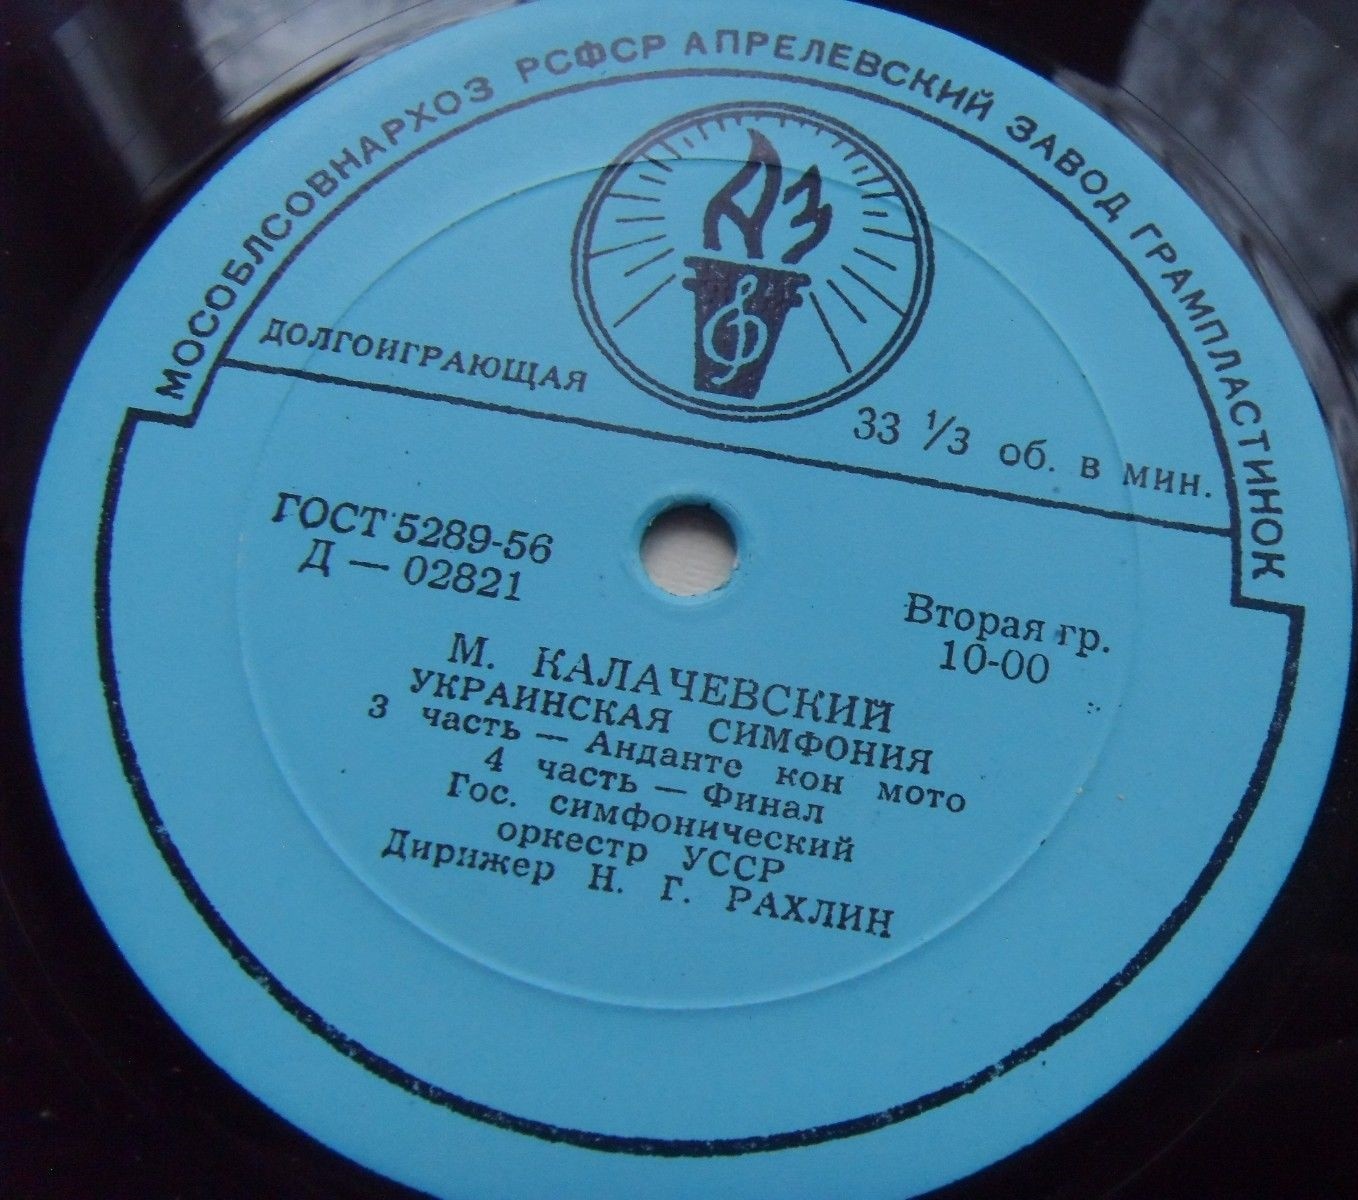 МОСОБЛСОВНАРХОЗ РСФСР АПРЕЛЕВСКИЙ ЗАВОД ГРАМПЛАСТИНОК
АЗ
ДОЛГОИГРАЮЩАЯ
33 1/3 об. в мин.
ГОСТ 5289-56
Д — 02821
Вторая гр.
10-00
М. КАЛАЧЕВСКИЙ
УКРАИНСКАЯ СИМФОНИЯ
3 часть — Анданте кон мото
4 часть — Финал
Гос. симфонический
оркестр УССР
Дирижер Н. Г. РАХЛИН